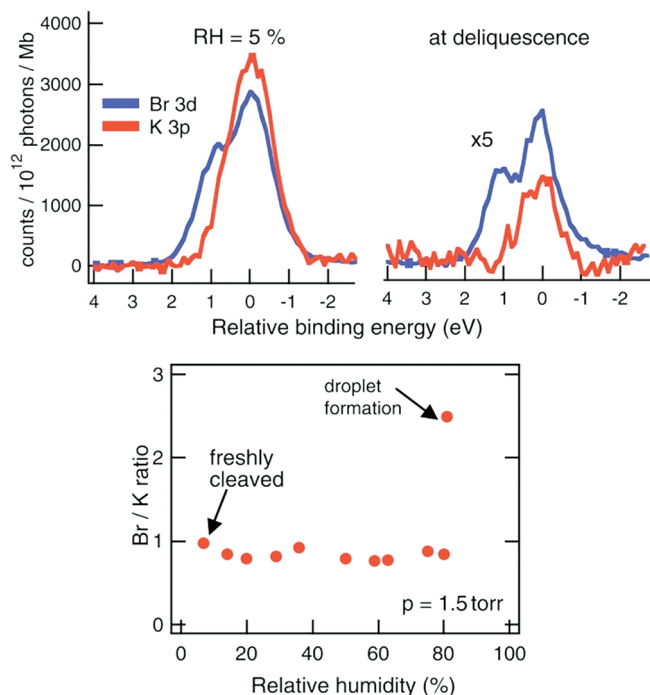 RH = 5 %
at deliquescence
Br 3d
K 3p
x5
counts / 10^12 photons / Mb
4000
3000
2000
1000
0
4 3 2 1 0 -1 -2
4 3 2 1 0 -1 -2
Relative binding energy (eV)
droplet
formation
freshly
cleaved
p = 1.5 torr
Br / K ratio
3
2
1
0
0 20 40 60 80 100
Relative humidity (%)